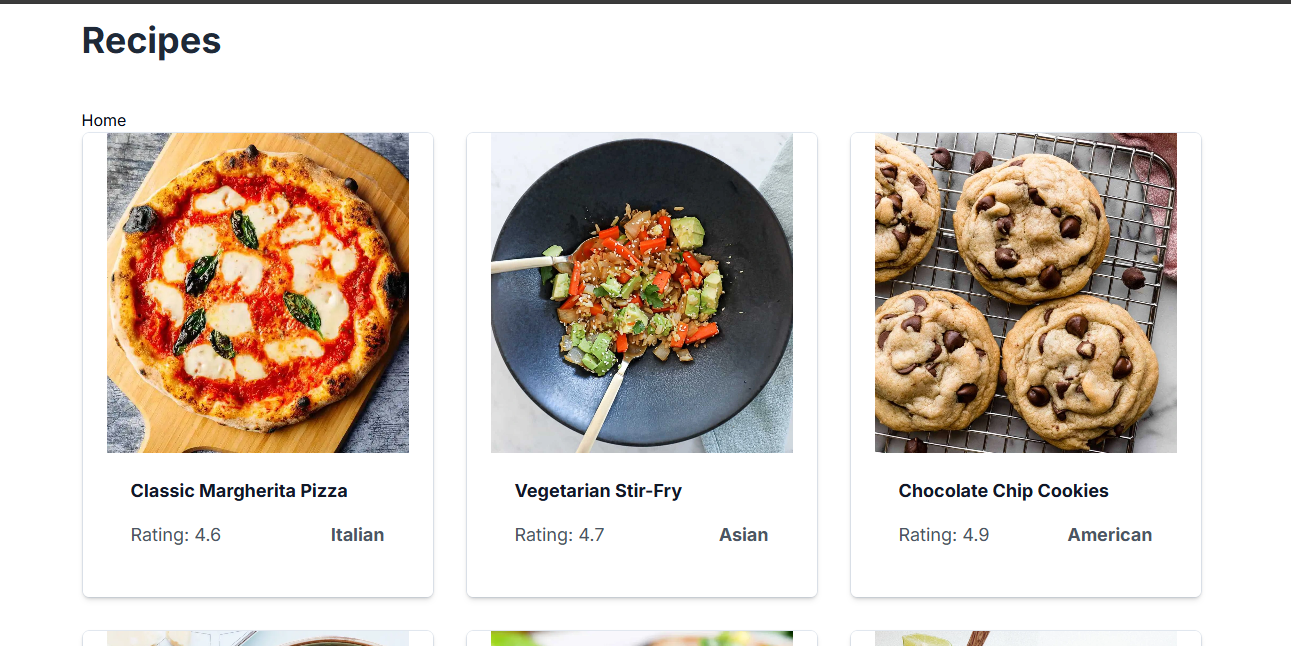 Recipes
Home
Classic Margherita Pizza
Rating: 4.6 Italian
Vegetarian Stir-Fry
Rating: 4.7 Asian
Chocolate Chip Cookies
Rating: 4.9 American